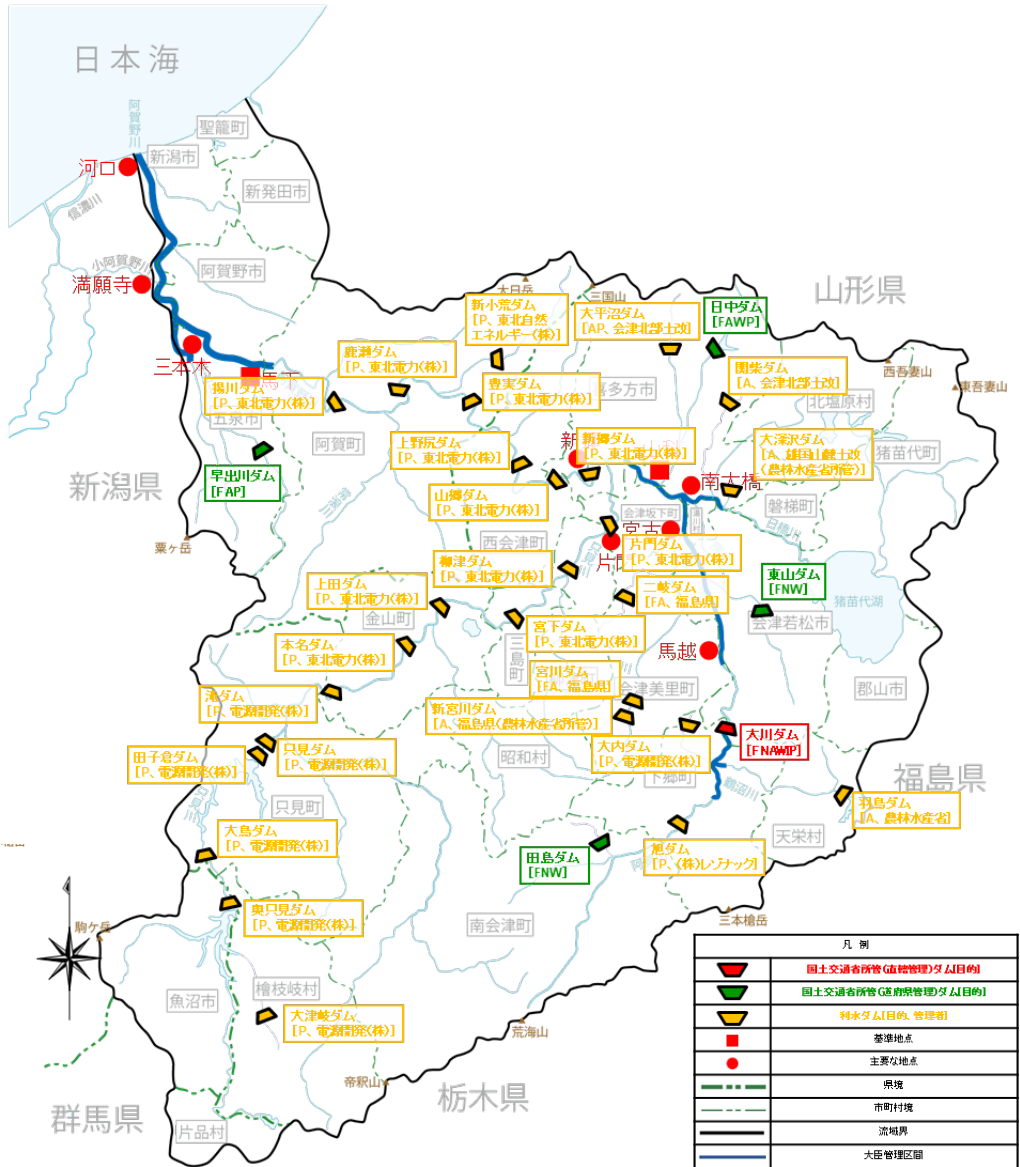 日本海
阿賀野川
聖籠町
河口
新潟市
新発田市
信濃川
小阿賀野川
阿賀野市
満願寺
三本木
馬下
大日岳
三国山
山形県
新小荒ダム
[P、東北自然
エネルギー(株)]
大平沼ダム
[AP、会津北部土改]
日中ダム
[FAWP]
鹿瀬ダム
[P、東北電力(株)]
揚川ダム
[P、東北電力(株)]
豊実ダム
[P、東北電力(株)]
喜多方市
関柴ダム
[A、会津北部土改]
西吾妻山
東吾妻山
北塩原村
五泉市
阿賀町
上野尻ダム
[P、東北電力(株)]
新郷ダム
[P、東北電力(株)]
大深沢ダム
[A、雄国山麓土改
(農林水産省所管)]
猪苗代町
早出川ダム
[FAP]
新潟県
山郷ダム
[P、東北電力(株)]
南大橋
磐梯町
会津坂下町
日橋川
宮古
粟ヶ岳
西会津町
片門ダム
[P、東北電力(株)]
柳津ダム
[P、東北電力(株)]
東山ダム
[FNW]
上田ダム
[P、東北電力(株)]
二岐ダム
[FA、福島県]
猪苗代湖
金山町
宮下ダム
[P、東北電力(株)]
会津若松市
本名ダム
[P、東北電力(株)]
三島町
馬越
宮川ダム
[FA、福島県]
会津美里町
郡山市
滝ダム
[P、電源開発(株)]
新宮川ダム
[A、福島県(農林水産省所管)]
大川ダム
[FNAWIP]
田子倉ダム
[P、電源開発(株)]
只見ダム
[P、電源開発(株)]
昭和村
大内ダム
[P、電源開発(株)]
下郷町
福島県
鶴沼川
只見川
只見町
羽鳥ダム
[A、農林水産省]
大鳥ダム
[P、電源開発(株)]
天栄村
田島ダム
[FNW]
旭ダム
[P、(株)レゾナック]
奥只見ダム
[P、電源開発(株)]
南会津町
三本槍岳
駒ケ岳
魚沼市
檜枝岐村
大津岐ダム
[P、電源開発(株)]
荒海山
帝釈山
栃木県
群馬県
片品村
凡 例
国土交通省所管(直轄管理)ダム[目的]
国土交通省所管(道府県管理)ダム[目的]
利水ダム[目的、管理者]
基準地点
主要な地点
県境
市町村境
流域界
大臣管理区間